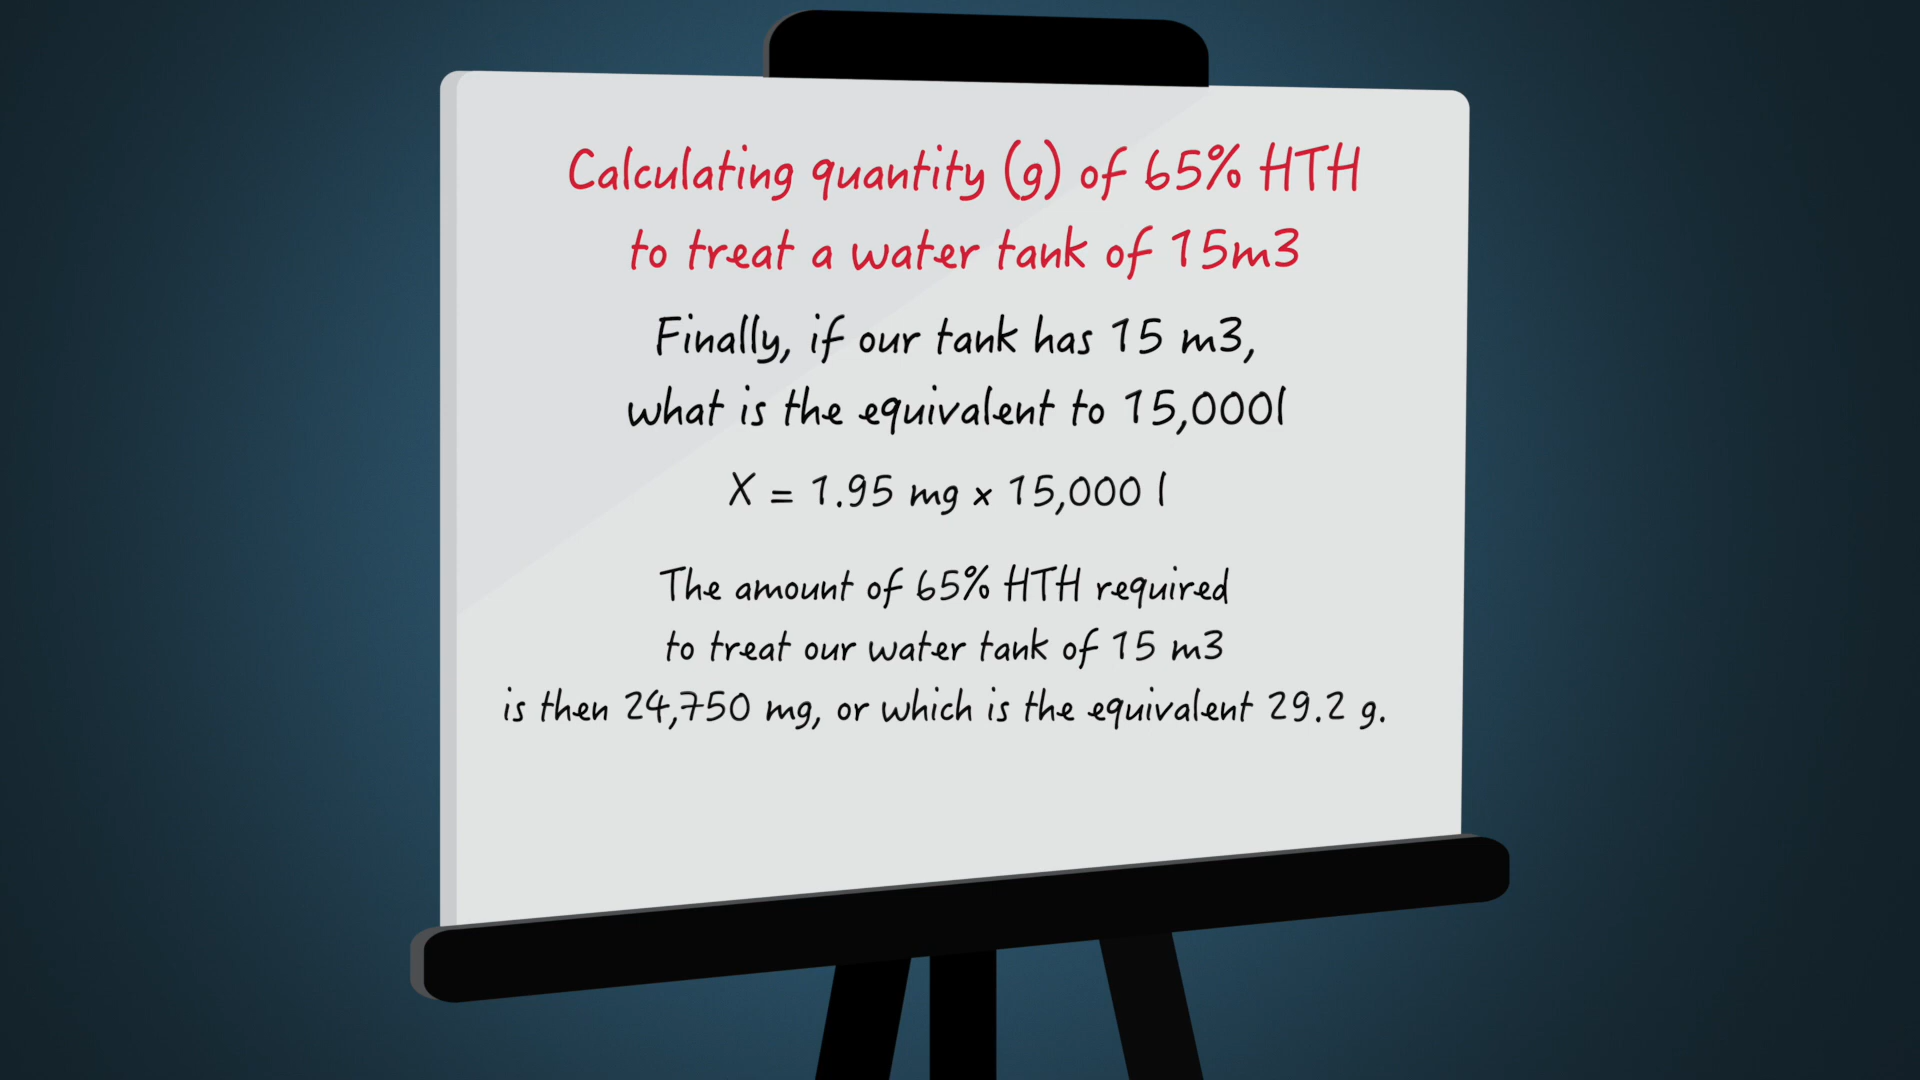 Calculating quantity (g) of 65% HTH
to treat a water tank of 15m3
Finally, if our tank has 15 m3,
what is the equivalent to 15,000l
X = 1.95 mg x 15,000 l
The amount of 65% HTH required
to treat our water tank of 15 m3
is then 24,750 mg, or which is the equivalent 29.2 g.